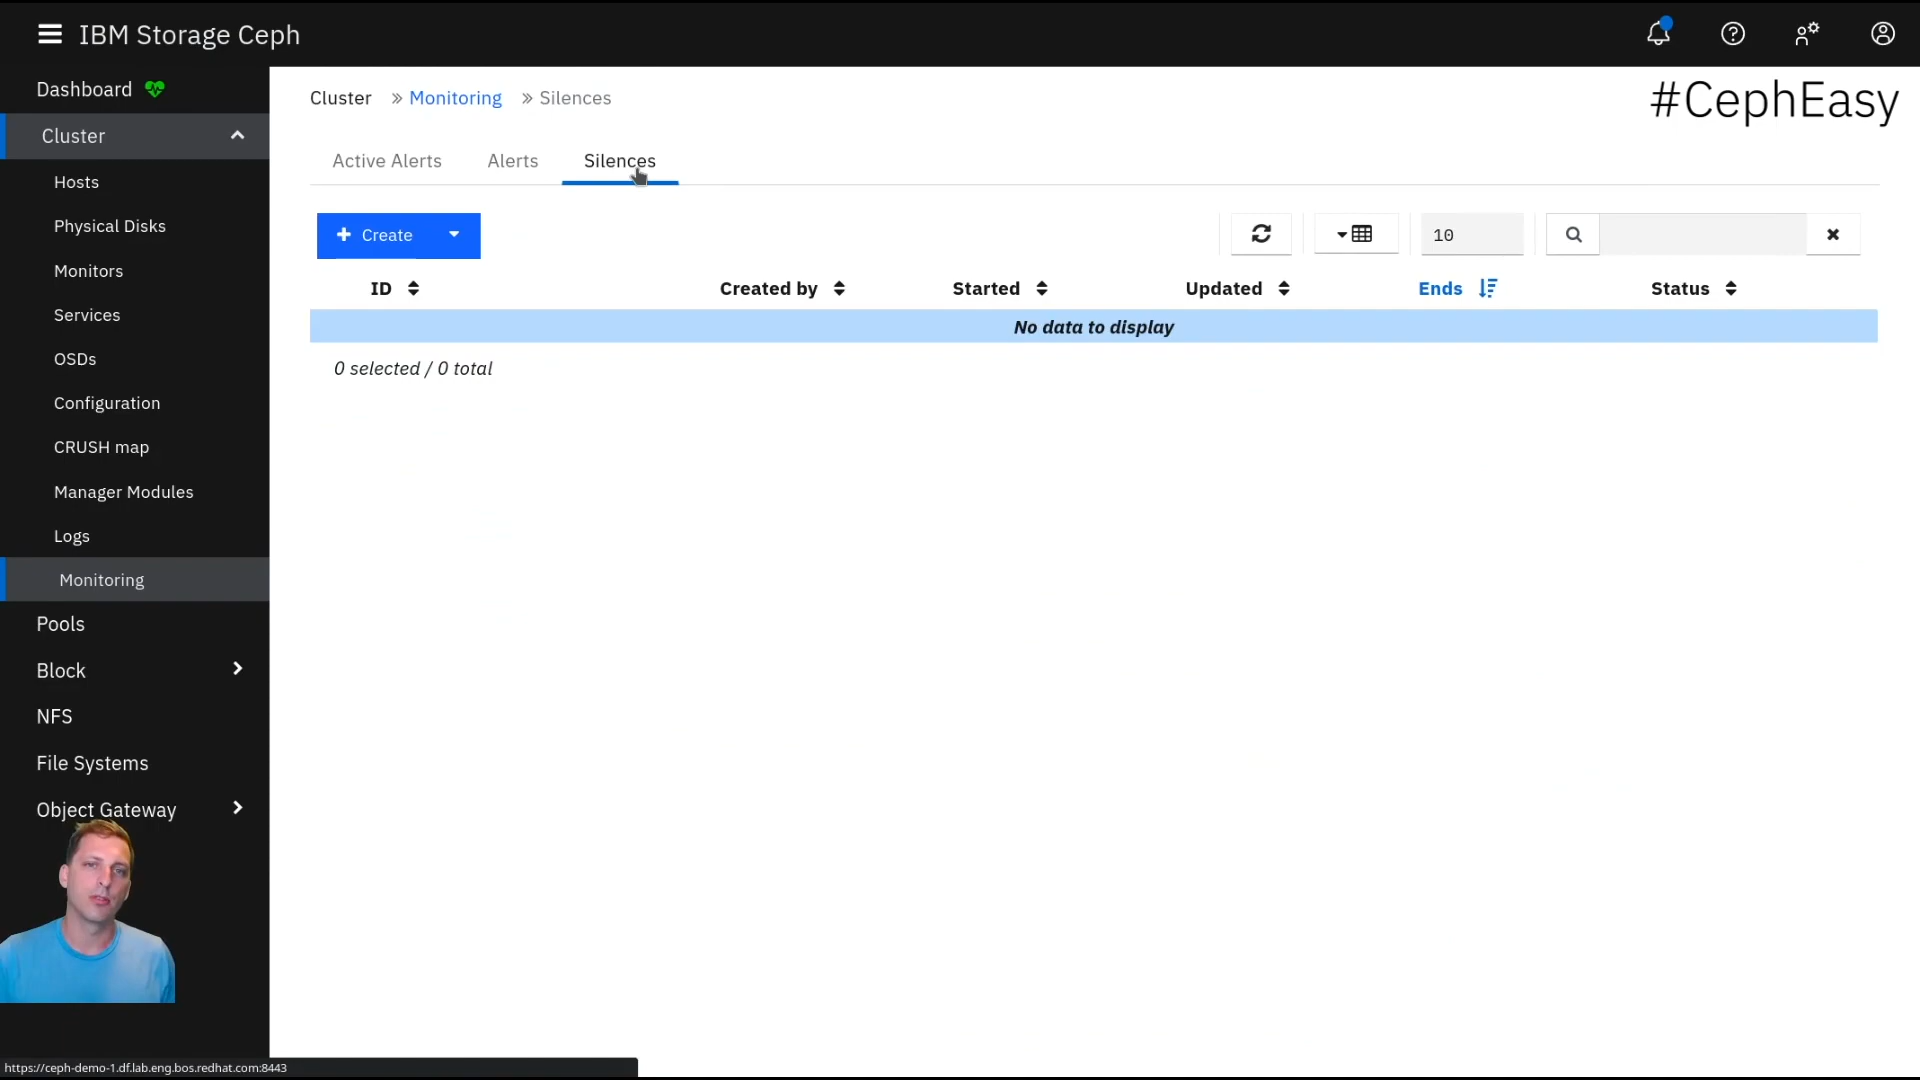 IBM Storage Ceph
Dashboard
Cluster
Hosts
Physical Disks
Monitors
Services
OSDs
Configuration
CRUSH map
Manager Modules
Logs
Monitoring
Pools
Block
NFS
File Systems
Object Gateway
Cluster » Monitoring » Silences
#CephEasy
Active Alerts Alerts Silences
+ Create 10
ID Created by Started Updated Ends Status
No data to display
0 selected / 0 total
https://ceph-demo-1.df.lab.eng.bos.redhat.com:8443